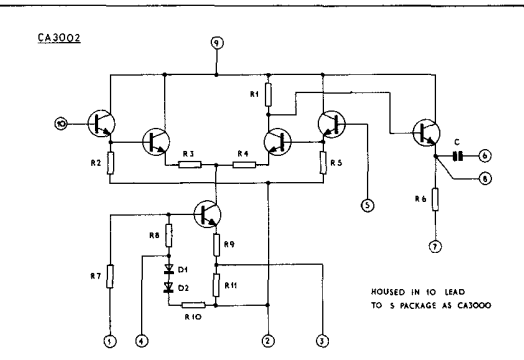 CA3002
9
R1
10
R2
R3
R4
R5
C
6
8
5
R6
7
R8
R9
R7
D1
D2
R11
R10
1
4
2
3
HOUSED IN 10 LEAD
TO 5 PACKAGE AS CA3000